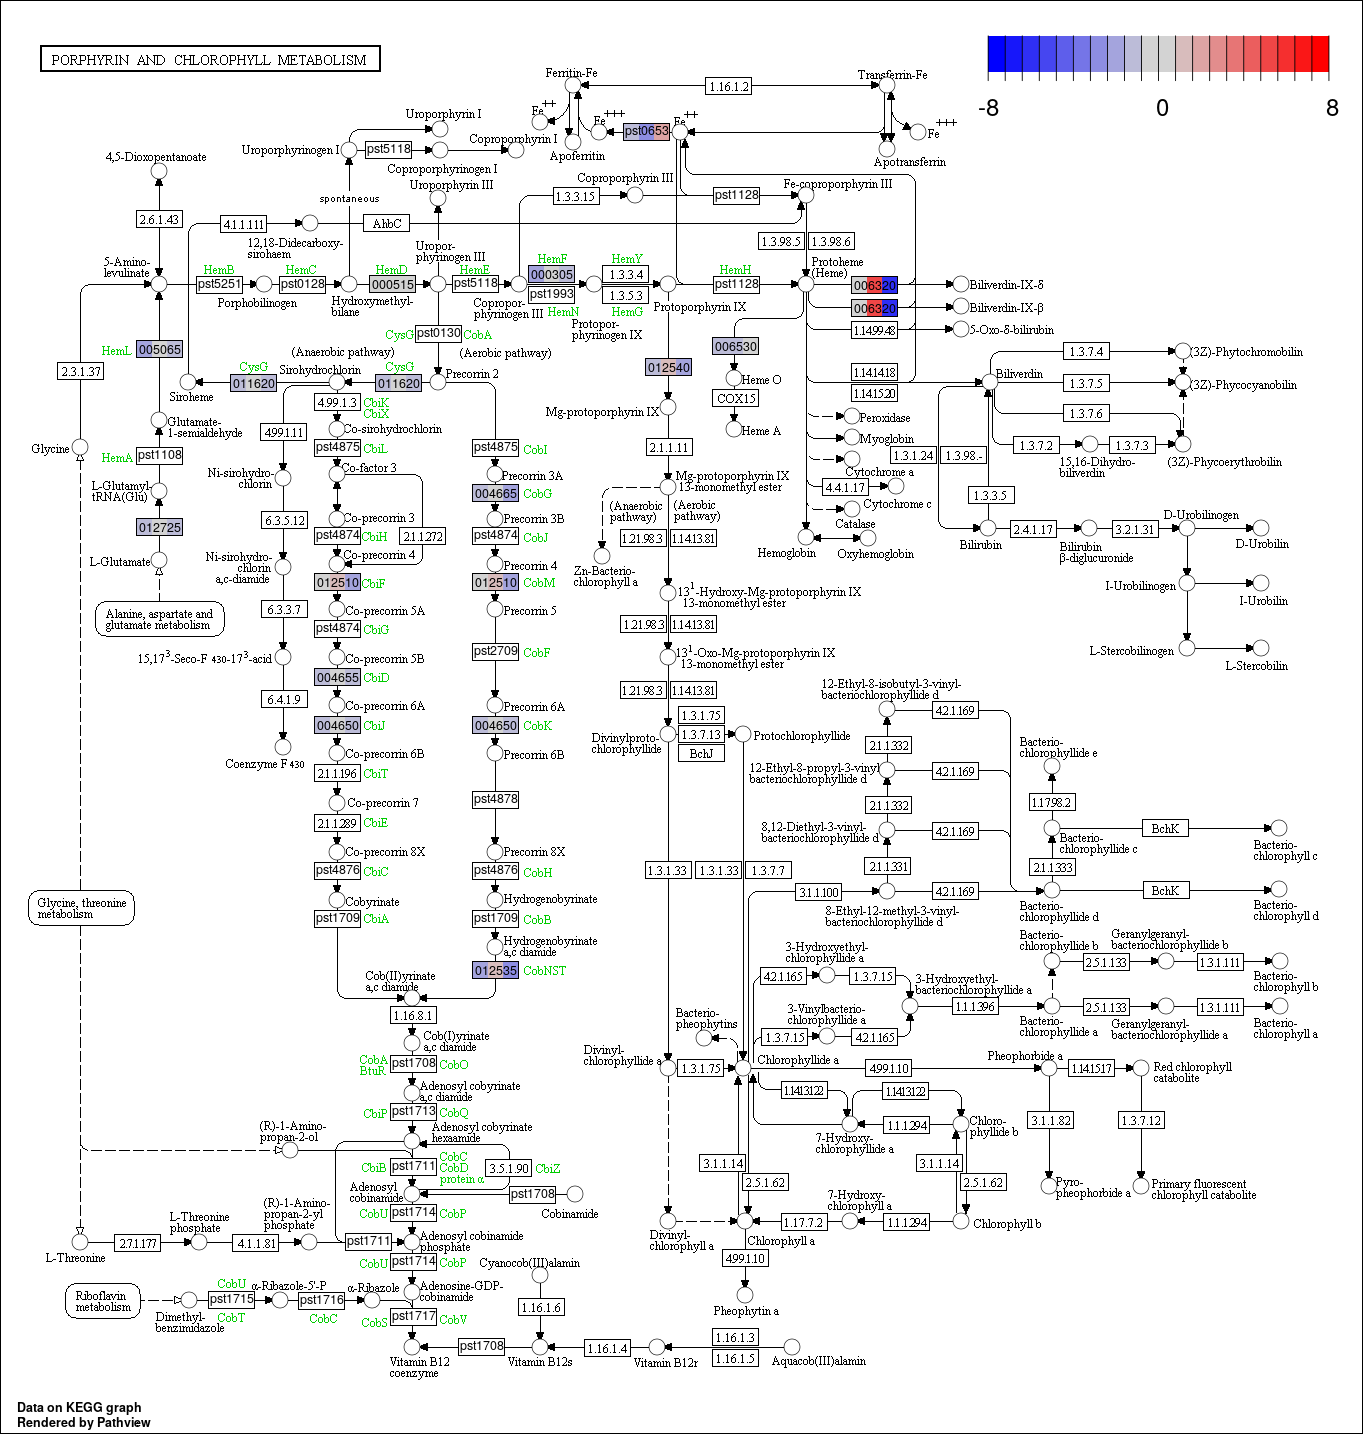 PORPHYRIN AND CHLOROPHYLL METABOLISM
-8
0
8
Ferritin-Fe
1.16.1.2
Transferrin-Fe
Fe
++
Fe
+++
pst0653
Fe
++
Fe
+++
Apoferritin
Apotransferrin
Uroporphyrin I
Uroporphyrinogen I
pst5118
Coproporphyrin I
Coproporphyrinogen I
4,5-Dioxopentanoate
Uroporphyrin III
Coproporphyrin III
1.3.3.15
pst1128
Fe-coproporphyrin III
spontaneous
2.6.1.43
4.1.1.111
AhbC
12,18-Didecarboxy-
sirohaem
Uropor-
phyrinogen III
1.3.98.5
1.3.98.6
5-Amino-
levulinate
HemB
pst5251
Porphobilinogen
HemC
pst0128
Hydroxymethyl-
bilane
HemD
000515
HemE
pst5118
Copropor-
phyrinogen III
HemF
000305
pst1993
HemN
HemY
1.3.3.4
1.3.5.3
HemG
Protopor-
phyrinogen IX
Protoporphyrin IX
HemH
pst1128
Protoheme
(Heme)
006320
Biliverdin-IX-δ
006320
Biliverdin-IX-β
1.14.99.48
5-Oxo-δ-bilirubin
CysG
pst0130
CobA
(Anaerobic pathway)
(Aerobic pathway)
HemL
005065
2.3.1.37
CysG
011620
Sirohydrochlorin
CysG
011620
Precorrin 2
Siroheme
012540
006530
Heme O
COX15
Heme A
1.14.14.18
1.14.15.20
Biliverdin
1.3.7.4
(3Z)-Phytochromobilin
1.3.7.5
(3Z)-Phycocyanobilin
1.3.7.6
1.3.7.2
1.3.7.3
15,16-Dihydro-
biliverdin
(3Z)-Phycoerythrobilin
Peroxidase
Myoglobin
Cytochrome a
4.4.1.17
Cytochrome c
Catalase
Hemoglobin
Oxyhemoglobin
1.3.1.24
1.3.98.-
1.3.3.5
Bilirubin
2.4.1.17
Bilirubin
β-diglucuronide
3.2.1.31
D-Urobilinogen
D-Urobilin
I-Urobilinogen
I-Urobilin
L-Stercobilinogen
L-Stercobilin
Glycine
Glutamate-
1-semialdehyde
HemA
pst1108
L-Glutamyl-
tRNA(Glu)
012725
L-Glutamate
Alanine, aspartate and
glutamate metabolism
4.99.1.3
CbiK
CbiX
Co-sirohydrochlorin
4.99.1.11
pst4875
CbiL
Ni-sirohydro-
chlorin
Co-factor 3
6.3.5.12
Co-precorrin 3
pst4874
CbiH
2.1.1.272
Ni-sirohydro-
chlorin
a,c-diamide
Co-precorrin 4
012510
CbiF
6.3.3.7
Co-precorrin 5A
pst4874
CbiG
15,17³-Seco-F 430-17³-acid
Co-precorrin 5B
004655
CbiD
6.4.1.9
Co-precorrin 6A
004650
CbiJ
Coenzyme F 430
Co-precorrin 6B
2.1.1.196
CbiT
Co-precorrin 7
2.1.1.289
CbiE
Co-precorrin 8X
pst4876
CbiC
Cobyrinate
pst1709
CbiA
pst4875
CobI
Precorrin 3A
004665
CobG
Precorrin 3B
pst4874
CobJ
Precorrin 4
012510
CobM
Precorrin 5
pst2709
CobF
Precorrin 6A
004650
CobK
Precorrin 6B
pst4878
Precorrin 8X
pst4876
CobH
Hydrogenobyrinate
pst1709
CobB
Hydrogenobyrinate
a,c diamide
012535
CobNST
Mg-protoporphyrin IX
2.1.1.11
Mg-protoporphyrin IX
13-monomethyl ester
(Anaerobic
pathway)
(Aerobic
pathway)
1.21.98.3
1.14.13.81
Zn-Bacterio-
chlorophyll a
13¹-Hydroxy-Mg-protoporphyrin IX
13-monomethyl ester
1.21.98.3
1.14.13.81
13¹-Oxo-Mg-protoporphyrin IX
13-monomethyl ester
1.21.98.3
1.14.13.81
1.3.1.75
1.3.7.13
BchJ
Divinylproto-
chlorophyllide
Protochlorophyllide
12-Ethyl-8-isobutyl-3-vinyl-
bacteriochlorophyllide d
4.2.1.169
2.1.1.332
12-Ethyl-8-propyl-3-vinyl
bacteriochlorophyllide d
4.2.1.169
2.1.1.332
8,12-Diethyl-3-vinyl-
bacteriochlorophyllide d
4.2.1.169
2.1.1.331
3.1.1.100
4.2.1.169
8-Ethyl-12-methyl-3-vinyl-
bacteriochlorophyllide d
Bacterio-
chlorophyllide e
1.17.98.2
Bacterio-
chlorophyllide c
BchK
Bacterio-
chlorophyll c
2.1.1.333
Bacterio-
chlorophyllide d
BchK
Bacterio-
chlorophyll d
1.3.1.33
1.3.1.33
1.3.7.7
Glycine, threonine
metabolism
3-Hydroxyethyl-
chlorophyllide a
4.2.1.165
1.3.7.15
3-Hydroxyethyl-
bacteriochlorophyllide a
3-Vinylbacterio-
chlorophyllide a
1.3.7.15
4.2.1.165
1.1.1.396
Bacterio-
chlorophyllide b
2.5.1.133
Geranylgeranyl-
bacteriochlorophyllide b
1.3.1.111
Bacterio-
chlorophyll b
Bacterio-
chlorophyllide a
2.5.1.133
Geranylgeranyl-
bacteriochlorophyllide a
1.3.1.111
Bacterio-
chlorophyll a
Cob(II)yrinate
a,c diamide
1.16.8.1
Cob(I)yrinate
a,c diamide
CobA
BtuR
pst1708
CobO
Adenosyl cobyrinate
a,c diamide
CbiP
pst1713
CobQ
Adenosyl cobyrinate
hexaamide
(R)-1-Amino-
propan-2-ol
CbiB
pst1711
CobC
CobD
protein α
3.5.1.90
CbiZ
Adenosyl
cobinamide
pst1708
Cobinamide
CobU
pst1714
CobP
L-Threonine
2.7.1.177
L-Threonine
phosphate
4.1.1.81
(R)-1-Amino-
propan-2-yl
phosphate
pst1711
Adenosyl cobinamide
phosphate
CobU
pst1714
CobP
Riboflavin
metabolism
Dimethyl-
benzimidazole
CobU
pst1715
CobT
α-Ribazole-5'-P
pst1716
CobC
α-Ribazole
Adenosine-GDP-
cobinamide
CobS
pst1717
CobV
Cyanocob(III)alamin
1.16.1.6
Vitamin B12
coenzyme
pst1708
Vitamin B12s
1.16.1.4
Vitamin B12r
1.16.1.3
1.16.1.5
Aquacob(III)alamin
Bacterio-
pheophytins
Divinyl-
chlorophyllide a
1.3.1.75
Chlorophyllide a
4.99.1.10
Pheophorbide a
1.14.15.17
Red chlorophyll
catabolite
1.14.13.122
1.14.13.122
7-Hydroxy-
chlorophyllide a
1.1.1.294
Chloro-
phyllide b
3.1.1.82
1.3.7.12
3.1.1.14
2.5.1.62
3.1.1.14
2.5.1.62
Pyro-
pheophorbide a
Primary fluorescent
chlorophyll catabolite
Divinyl-
chlorophyll a
Chlorophyll a
1.17.7.2
7-Hydroxy-
chlorophyll a
1.1.1.294
Chlorophyll b
4.99.1.10
Pheophytin a
Data on KEGG graph
Rendered by Pathview